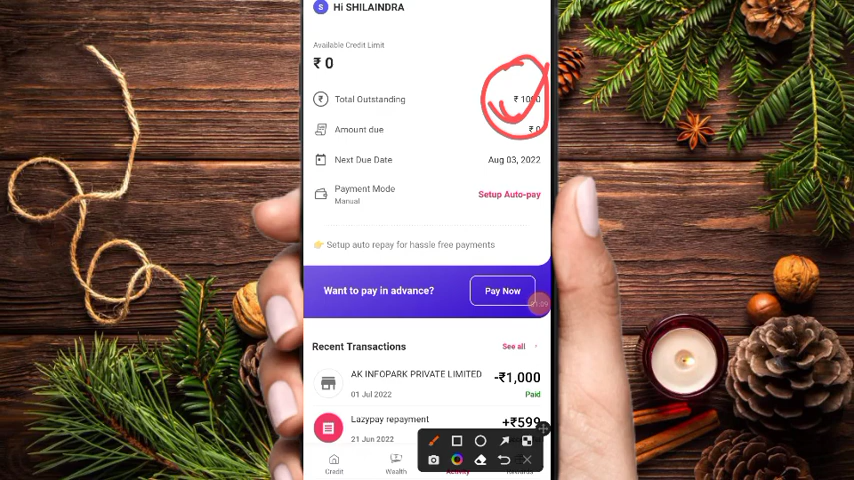 S Hi SHILAINDRA
Available Credit Limit
₹ 0
Total Outstanding ₹ 1000
Amount due ₹ 0
Next Due Date Aug 03, 2022
Payment Mode Setup Auto-pay
Manual
👉 Setup auto repay for hassle free payments
Want to pay in advance? Pay Now
01:09
Recent Transactions See all
AK INFOPARK PRIVATE LIMITED -₹1,000
01 Jul 2022 Paid
Lazypay repayment +₹599
21 Jun 2022
Credit Wealth Activity